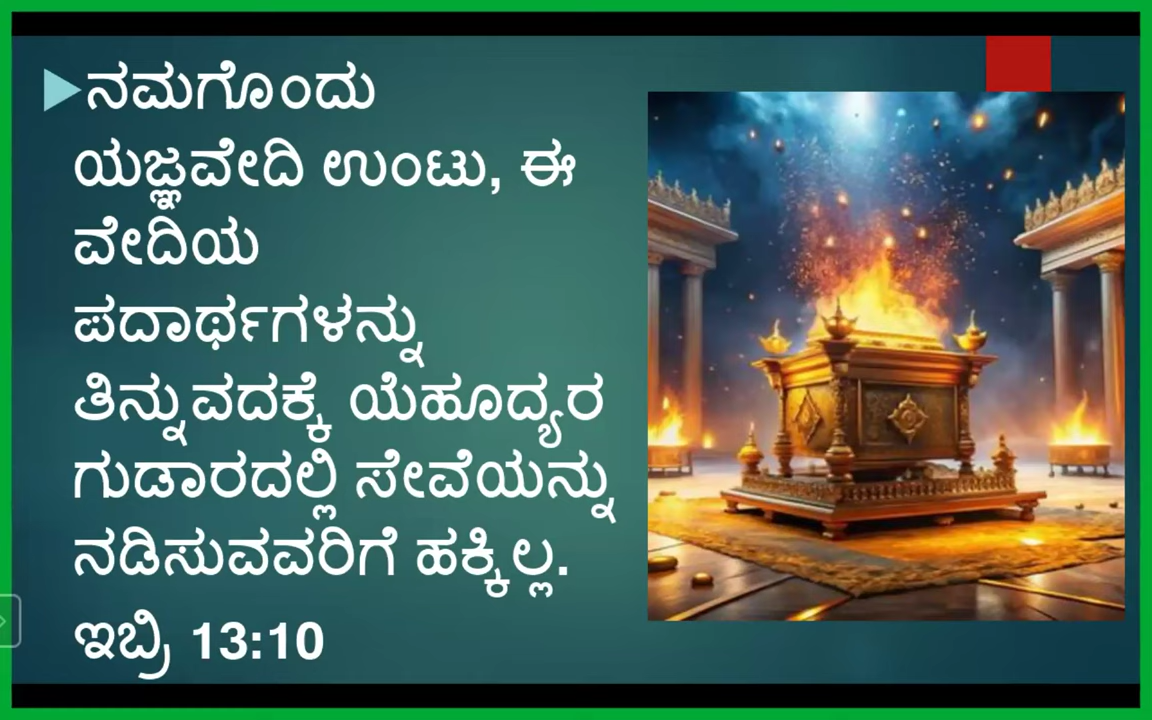 ನಮಗೊಂದು
ಯಜ್ಞವೇದಿ ಉಂಟು, ಈ
ವೇದಿಯ
ಪದಾರ್ಥಗಳನ್ನು
ತಿನ್ನುವದಕ್ಕೆ ಯೆಹೂದ್ಯರ
ಗುಡಾರದಲ್ಲಿ ಸೇವೆಯನ್ನು
ನಡಿಸುವವರಿಗೆ ಹಕ್ಕಿಲ್ಲ.
ಇಬ್ರಿ 13:10